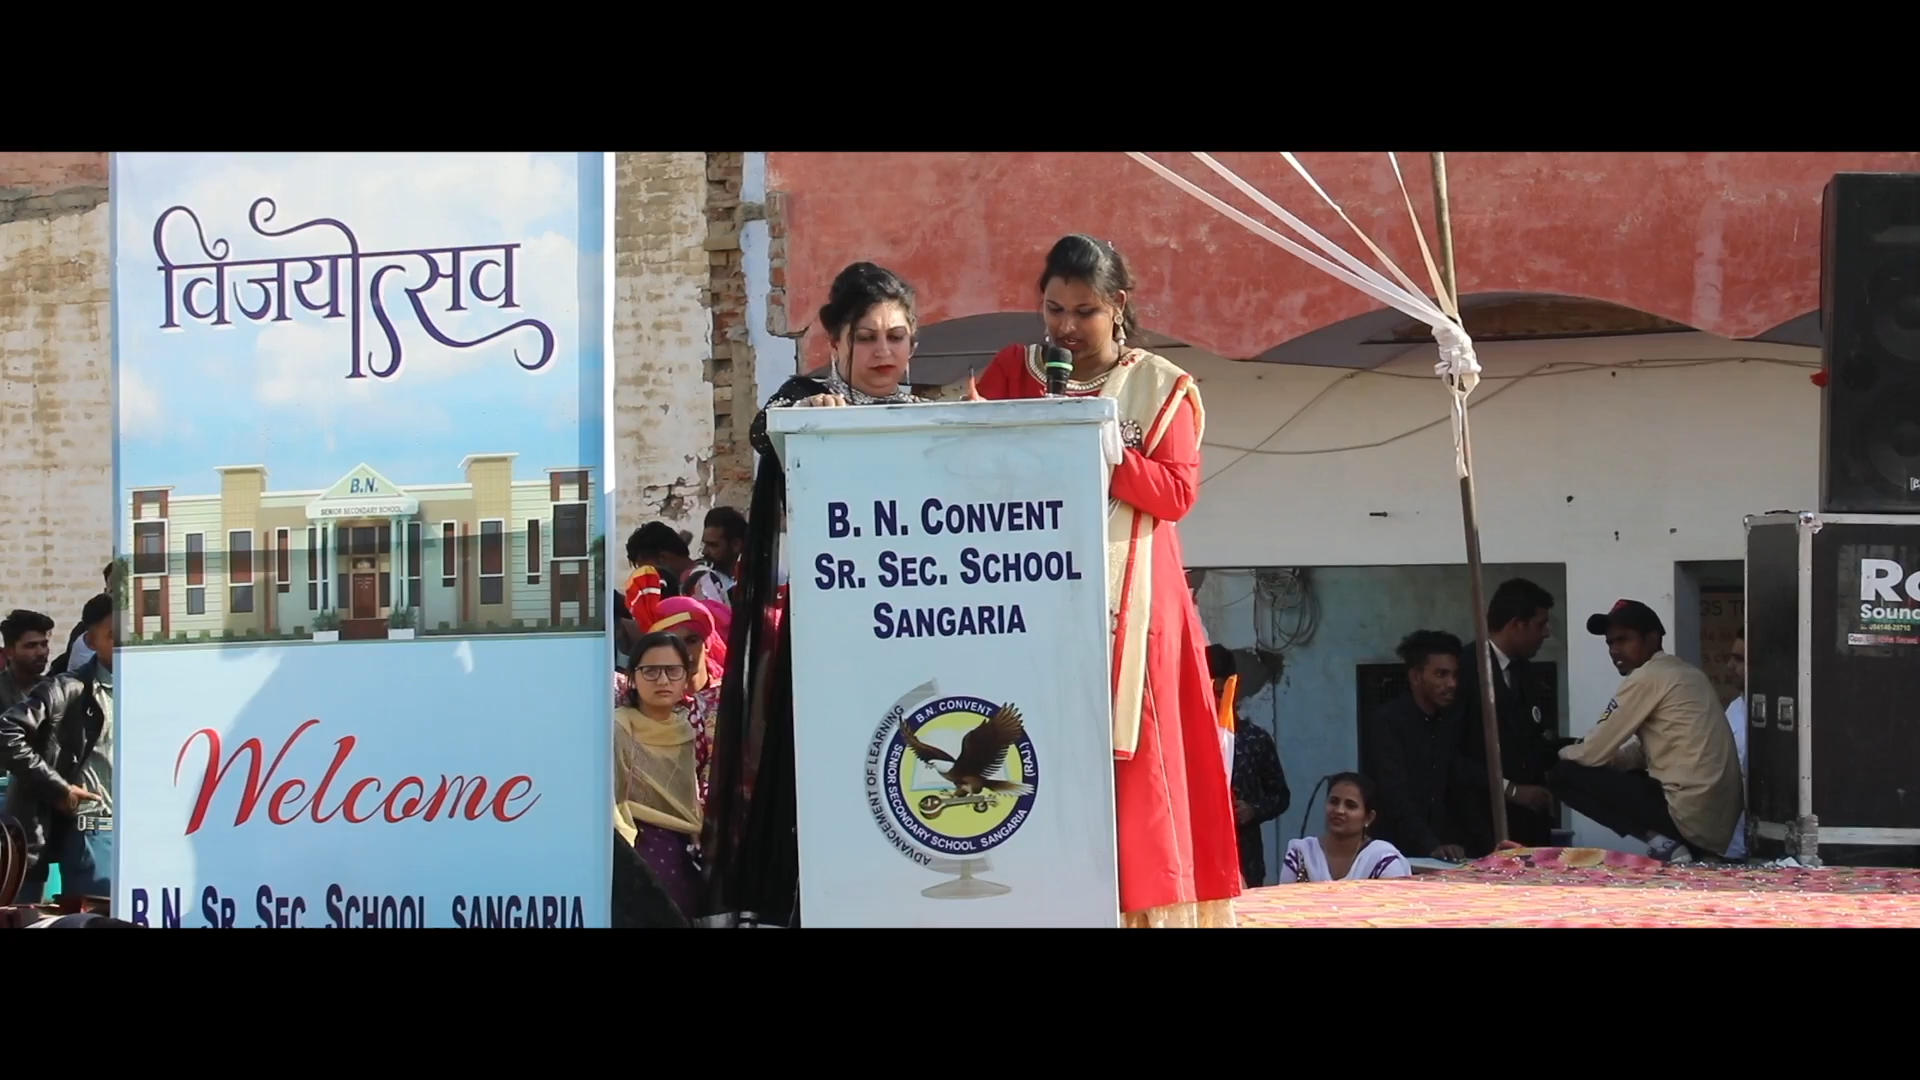 विजयोत्सव
B.N.
SENIOR SECONDARY SCHOOL
Welcome
B.N. SR. SEC. SCHOOL, SANGARIA
B. N. CONVENT
SR. SEC. SCHOOL
SANGARIA
B.N. CONVENT
SENIOR SECONDARY SCHOOL SANGARIA (RAJ.)
ADVANCEMENT OF LEARNING
Soun